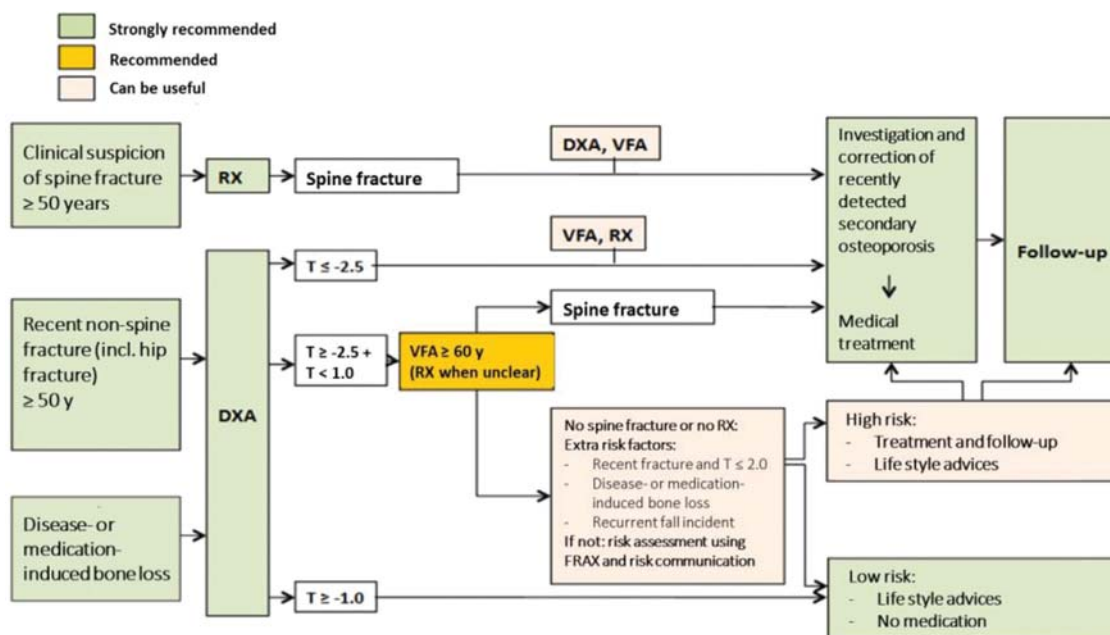 Strongly recommended
Recommended
Can be useful
Clinical suspicion
of spine fracture
≥ 50 years
RX
Spine fracture
DXA, VFA
Investigation and
correction of
recently
detected
secondary
osteoporosis
Medical
treatment
Follow-up
Recent non-spine
fracture (incl. hip
fracture)
≥ 50 y
Disease- or
medication-
induced bone loss
DXA
T ≤ -2.5
VFA, RX
T ≥ -2.5 +
T < 1.0
VFA ≥ 60 y
(RX when unclear)
Spine fracture
No spine fracture or no RX:
Extra risk factors:
- Recent fracture and T ≤ 2.0
- Disease- or medication-
induced bone loss
- Recurrent fall incident
If not: risk assessment using
FRAX and risk communication
High risk:
- Treatment and follow-up
- Life style advices
T ≥ -1.0
Low risk:
- Life style advices
- No medication